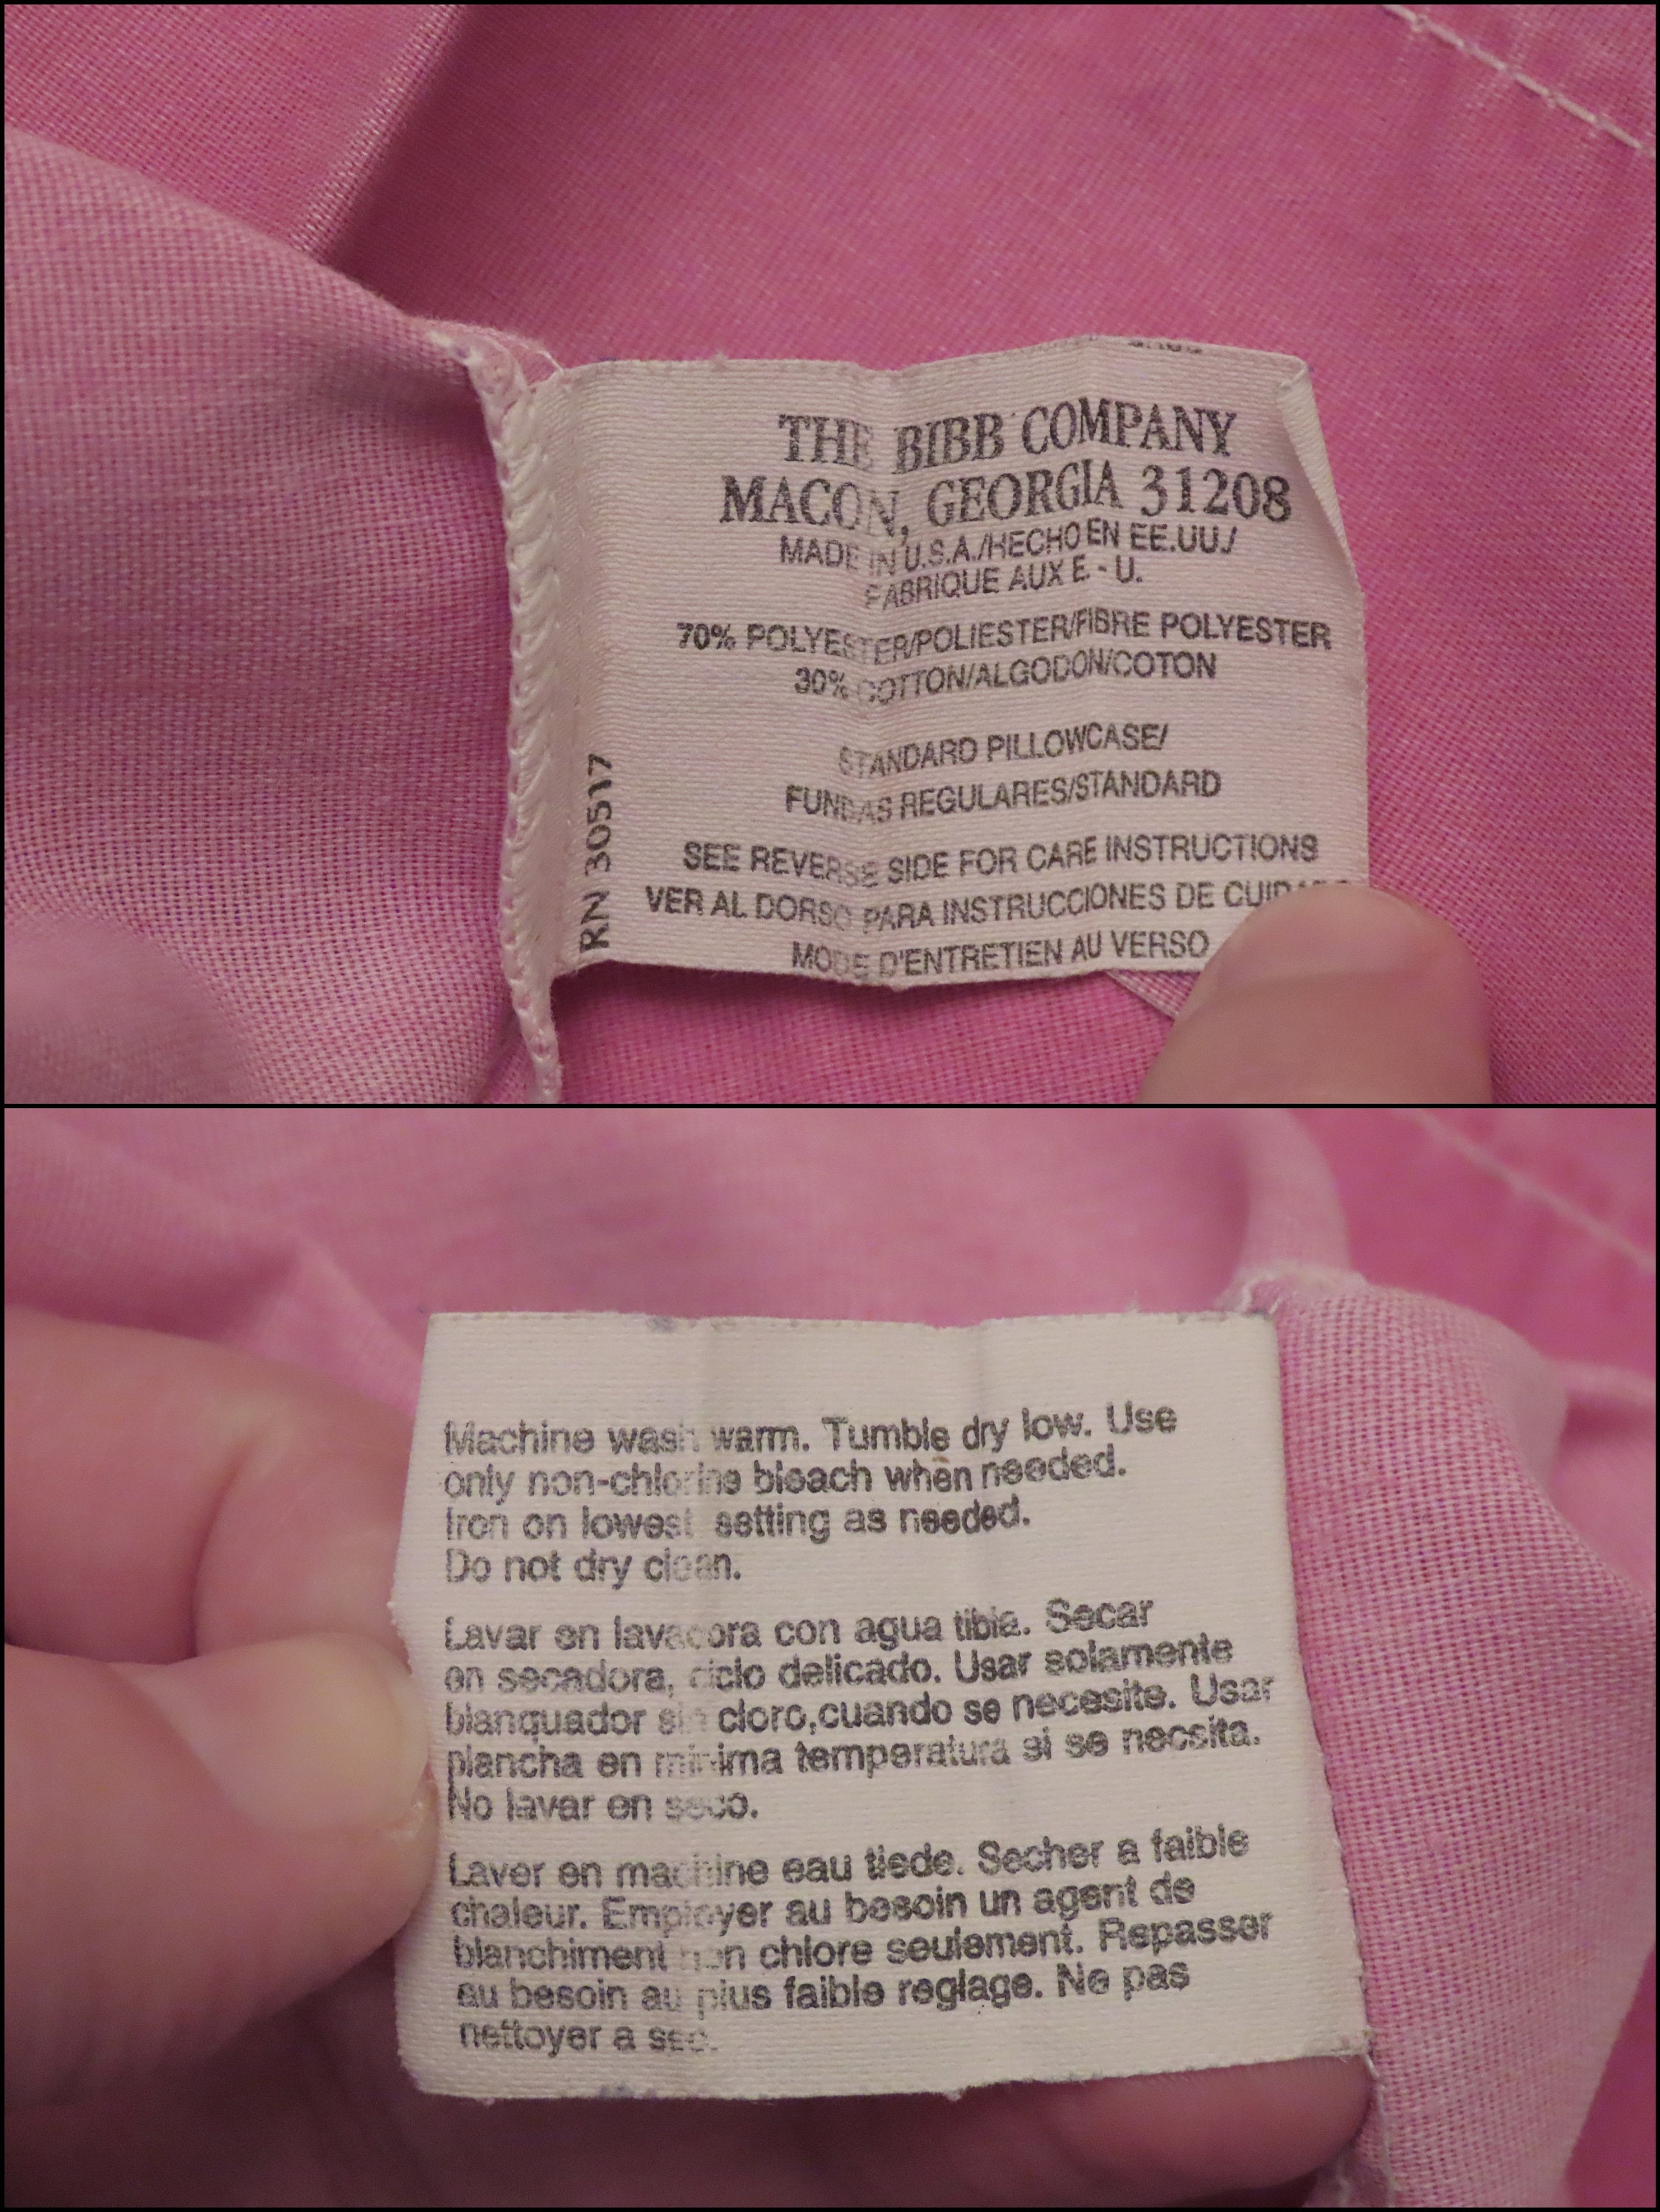 THE BIBB COMPANY
MACON, GEORGIA 31208
MADE IN U.S.A./HECHO EN EE.UU./
FABRIQUE AUX E - U.
70% POLYESTER/POLIESTER/FIBRE POLYESTER
30% COTTON/ALGODON/COTON
STANDARD PILLOWCASE/
FUNDAS REGULARES/STANDARD
SEE REVERSE SIDE FOR CARE INSTRUCTIONS
VER AL DORSO PARA INSTRUCCIONES DE
MODE D'ENTRETIEN AU VERSO
RN 30517
Machine wash warm. Tumble dry low. Use
only non-chlorine bleach when needed.
Iron on lowest setting as needed.
Do not dry clean.
Lavar en lavadora con agua tibia. Secar
en secadora, ciclo delicado. Usar solamente
blanquador sin cloro,cuando se necesite. Usar
plancha en minima temperatura si se necsita.
No lavar en seco.
Laver en machine eau tiede. Secher a faible
chaleur. Employer au besoin un agent de
blanchiment non chlore seulement. Repasser
au besoin au plus faible reglage. Ne pas
nettoyer a sec.